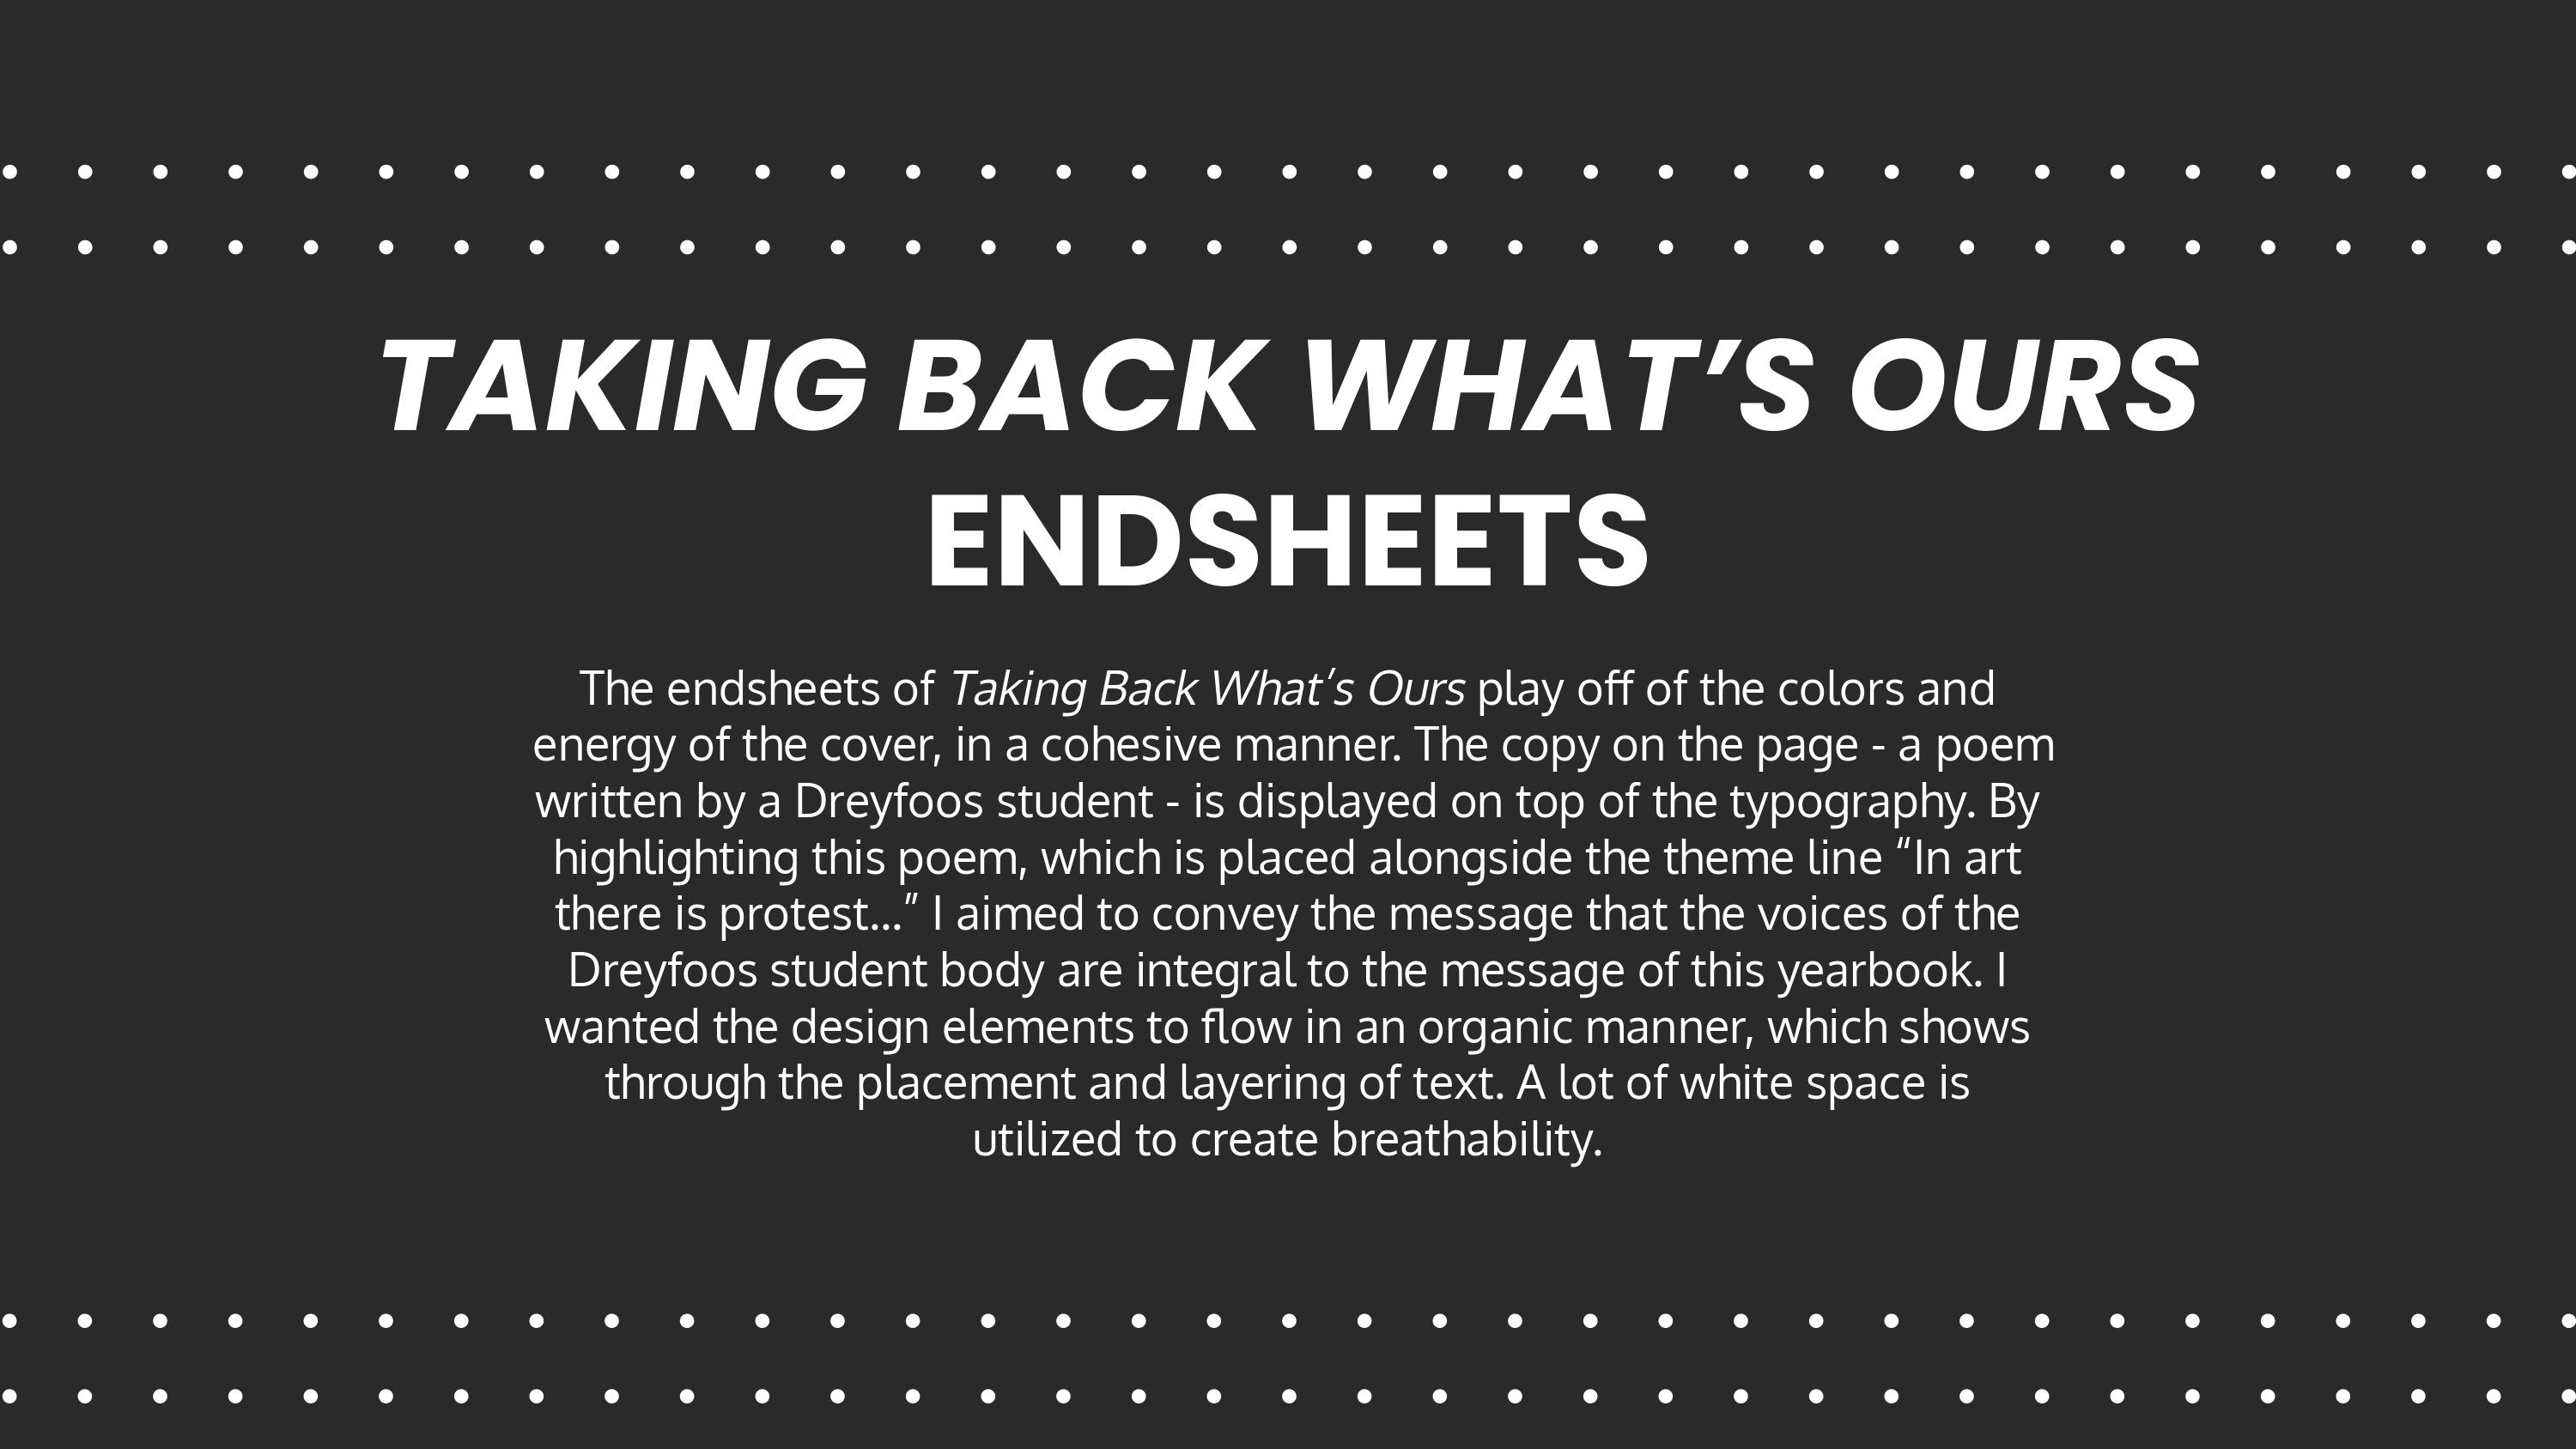 TAKING BACK WHAT’S OURS
ENDSHEETS
The endsheets of Taking Back What’s Ours play off of the colors and
energy of the cover, in a cohesive manner. The copy on the page - a poem
written by a Dreyfoos student - is displayed on top of the typography. By
highlighting this poem, which is placed alongside the theme line “In art
there is protest...” I aimed to convey the message that the voices of the
Dreyfoos student body are integral to the message of this yearbook. I
wanted the design elements to flow in an organic manner, which shows
through the placement and layering of text. A lot of white space is
utilized to create breathability.